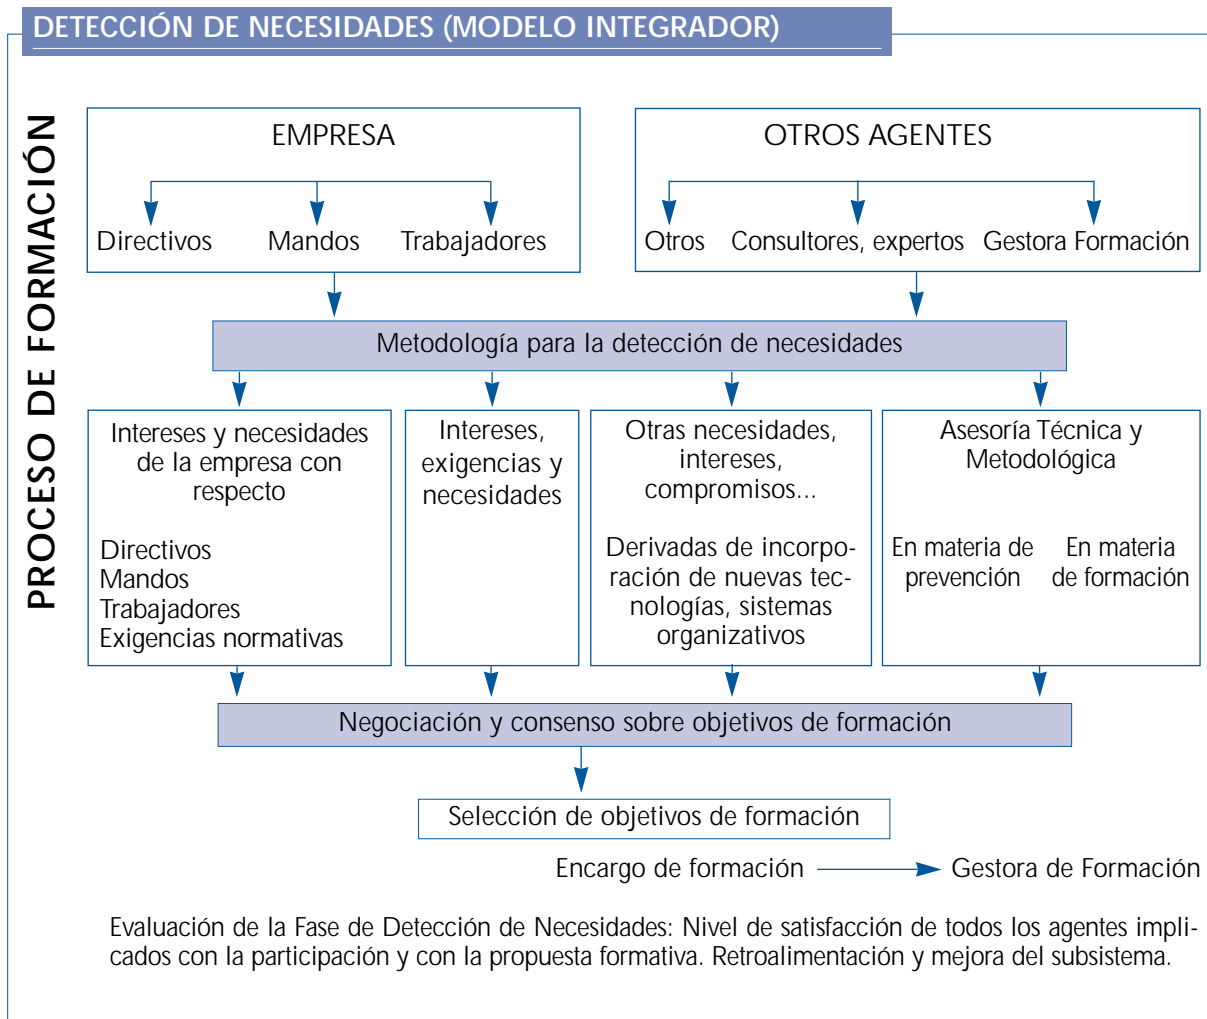 DETECCIÓN DE NECESIDADES (MODELO INTEGRADOR)
PROCESO DE FORMACIÓN
EMPRESA
Directivos
Mandos
Trabajadores
OTROS AGENTES
Otros
Consultores, expertos
Gestora Formación
Metodología para la detección de necesidades
Intereses y necesidades
de la empresa con
respecto
Directivos
Mandos
Trabajadores
Exigencias normativas
Intereses,
exigencias y
necesidades
Otras necesidades,
intereses,
compromisos...
Derivadas de incorpo-
ración de nuevas tec-
nologías, sistemas
organizativos
Asesoría Técnica y
Metodológica
En materia de
prevención
En materia
de formación
Negociación y consenso sobre objetivos de formación
Selección de objetivos de formación
Encargo de formación
Gestora de Formación
Evaluación de la Fase de Detección de Necesidades: Nivel de satisfacción de todos los agentes impli-
cados con la participación y con la propuesta formativa. Retroalimentación y mejora del subsistema.